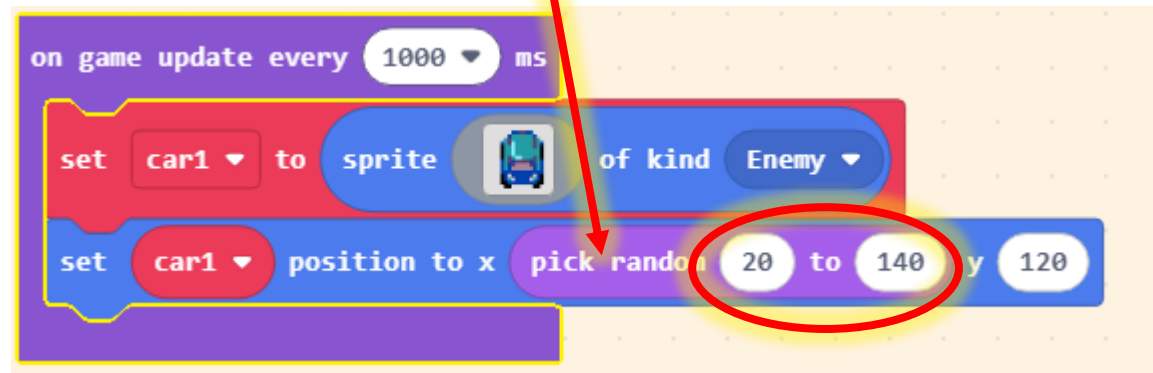 on game update every 1000 ms
set car1 to sprite of kind Enemy
set car1 position to x pick random 20 to 140 y 120